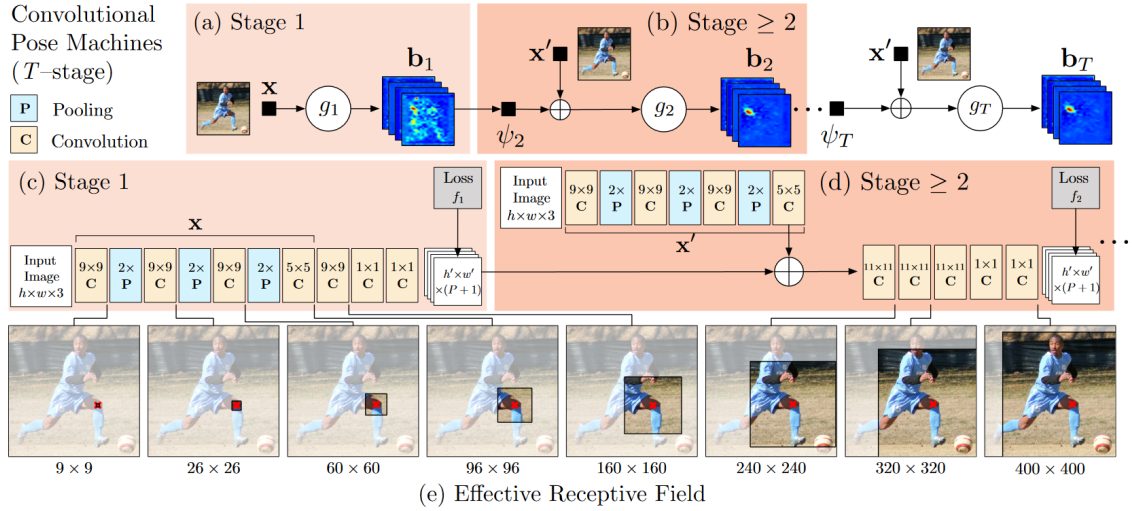 Convolutional
Pose Machines
(T–stage)
P Pooling
C Convolution
(a) Stage 1
x
g₁
b₁
(b) Stage ≥ 2
x′
ψ₂
g₂
b₂
x′
ψ_T
g_T
b_T
(c) Stage 1
x
Input
Image
h×w×3
9×9
C
2×
P
9×9
C
2×
P
9×9
C
2×
P
5×5
C
9×9
C
1×1
C
1×1
C
Loss
f₁
h′×w′
×(P+1)
(d) Stage ≥ 2
Input
Image
h×w×3
9×9
C
2×
P
9×9
C
2×
P
9×9
C
2×
P
5×5
C
x′
11×11
C
11×11
C
11×11
C
1×1
C
1×1
C
Loss
f₂
h′×w′
×(P+1)
9 × 9
26 × 26
60 × 60
96 × 96
160 × 160
240 × 240
320 × 320
400 × 400
(e) Effective Receptive Field